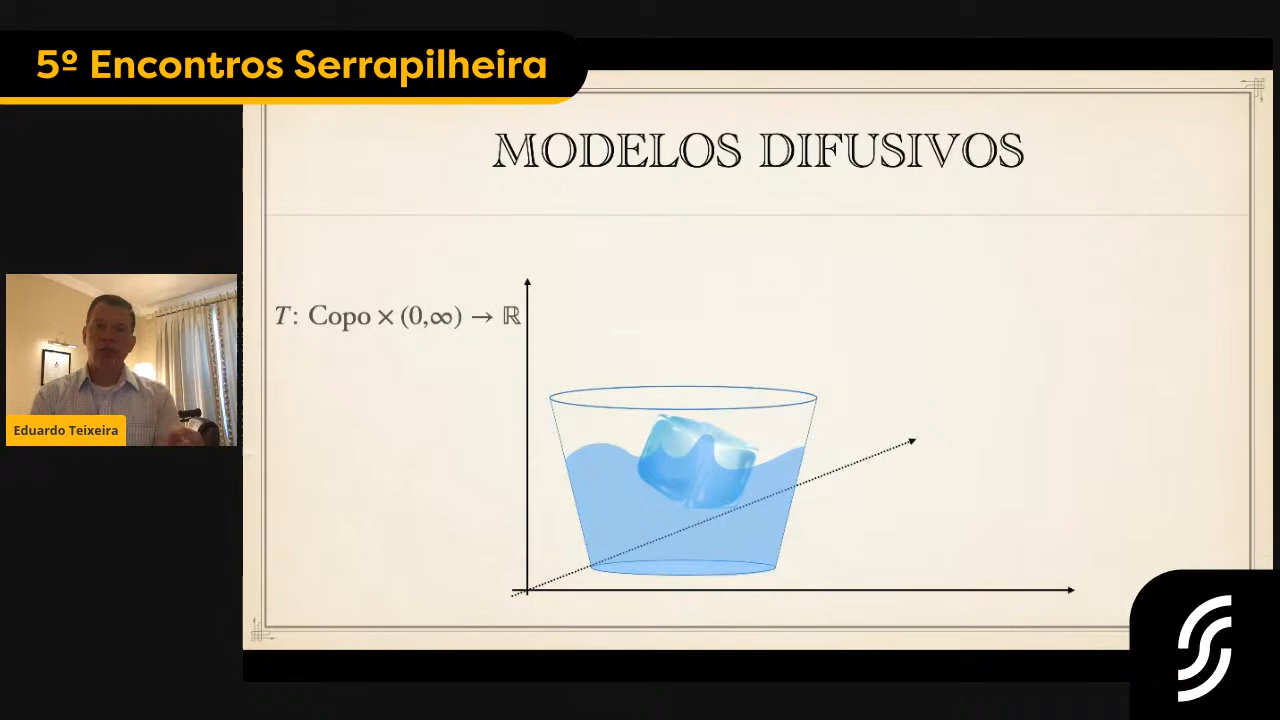 5º Encontros Serrapilheira
MODELOS DIFUSIVOS
T: Copo × (0,∞) → ℝ
Eduardo Teixeira